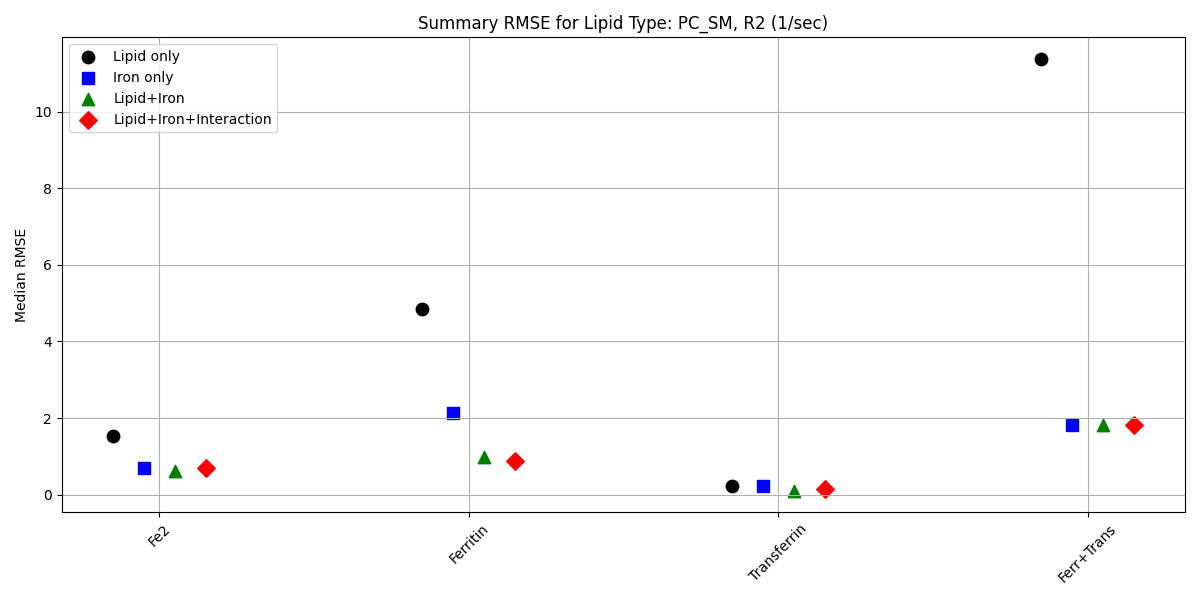 Summary RMSE for Lipid Type: PC_SM, R2 (1/sec)
Lipid only
Iron only
Lipid+Iron
Lipid+Iron+Interaction
Median RMSE
10
8
6
4
2
0
Fe2
Ferritin
Transferrin
Ferr+Trans